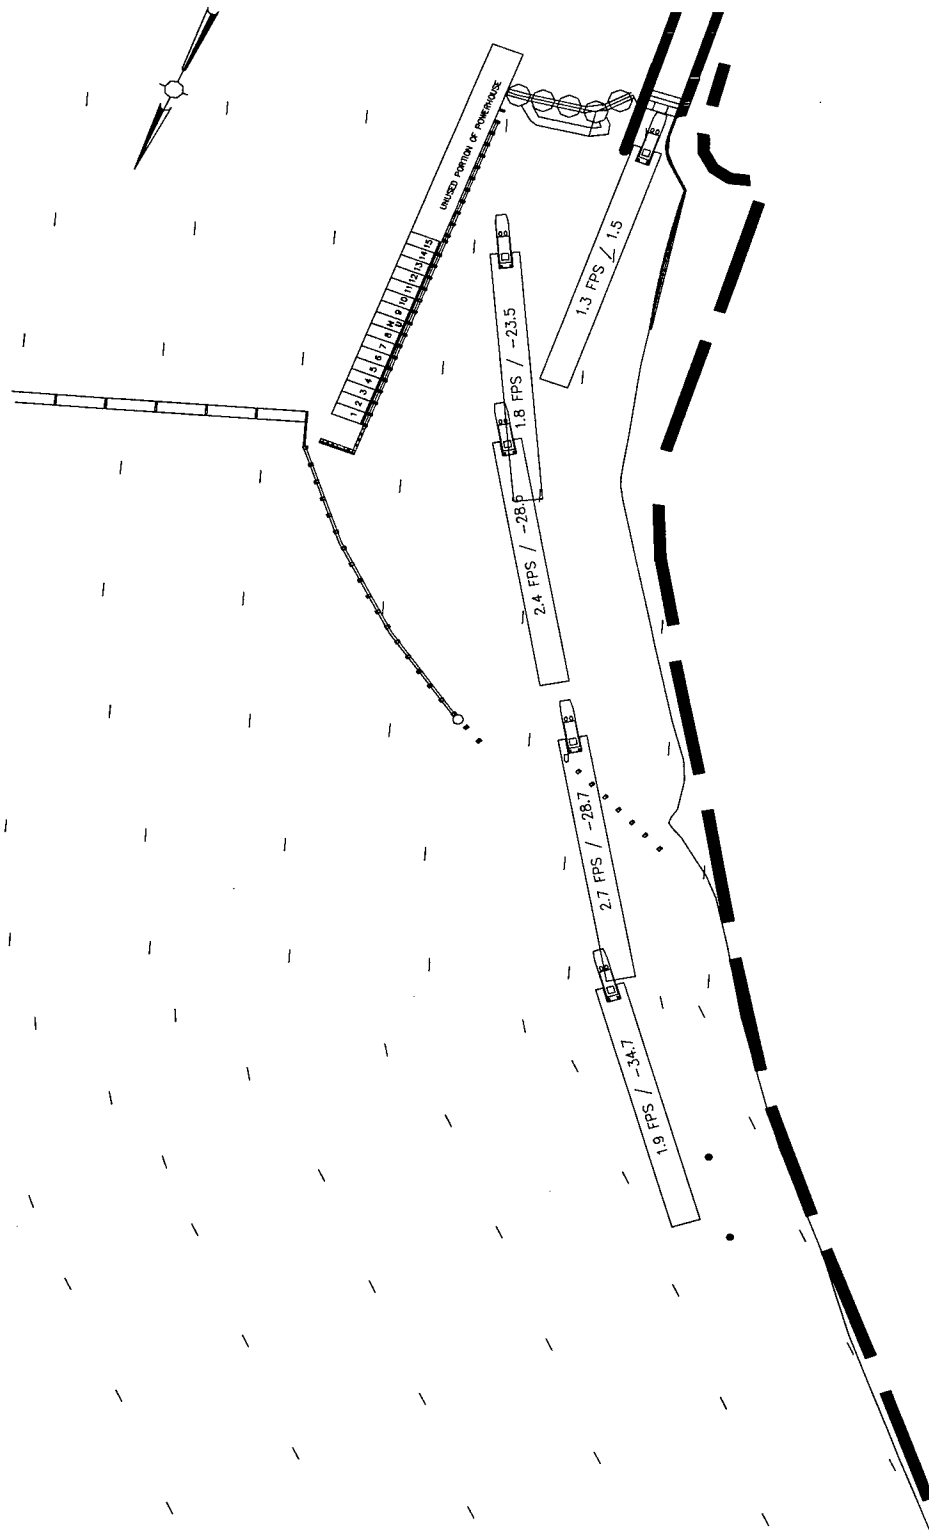 UNUSED PORTION OF POWERHOUSE
1 2 3 4 5 6 7 8 H U 9 10 11 12 13 14 15
1.3 FPS / 1.5
1.8 FPS / -23.5
2.4 FPS / -28.6
2.7 FPS / -28.7
1.9 FPS / -34.7